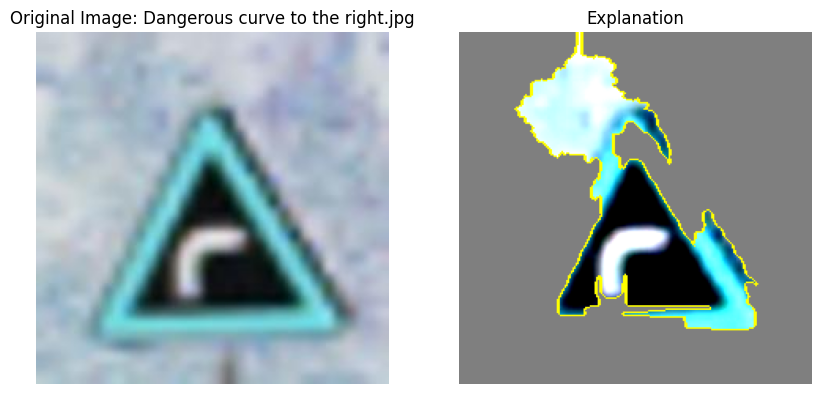 Original Image: Dangerous curve to the right.jpg
Explanation